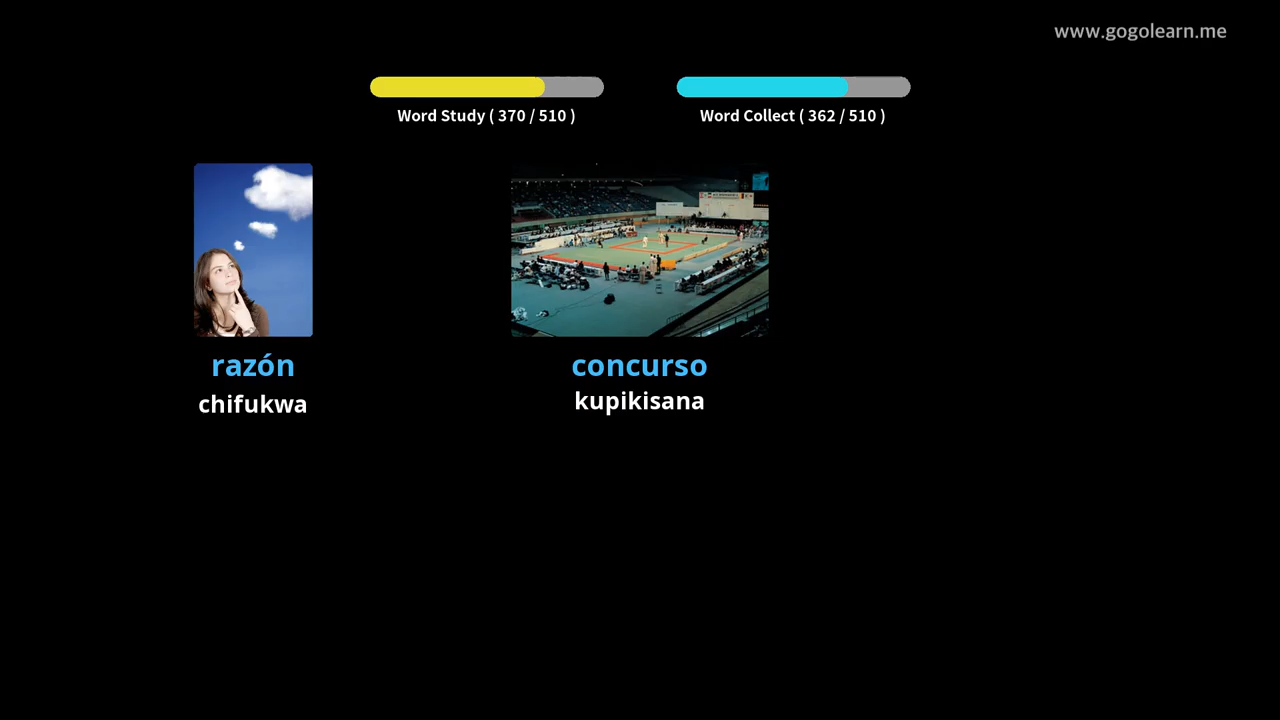 www.gogolearn.me
Word Study ( 370 / 510 )
Word Collect ( 362 / 510 )
razón
chifukwa
concurso
kupikisana